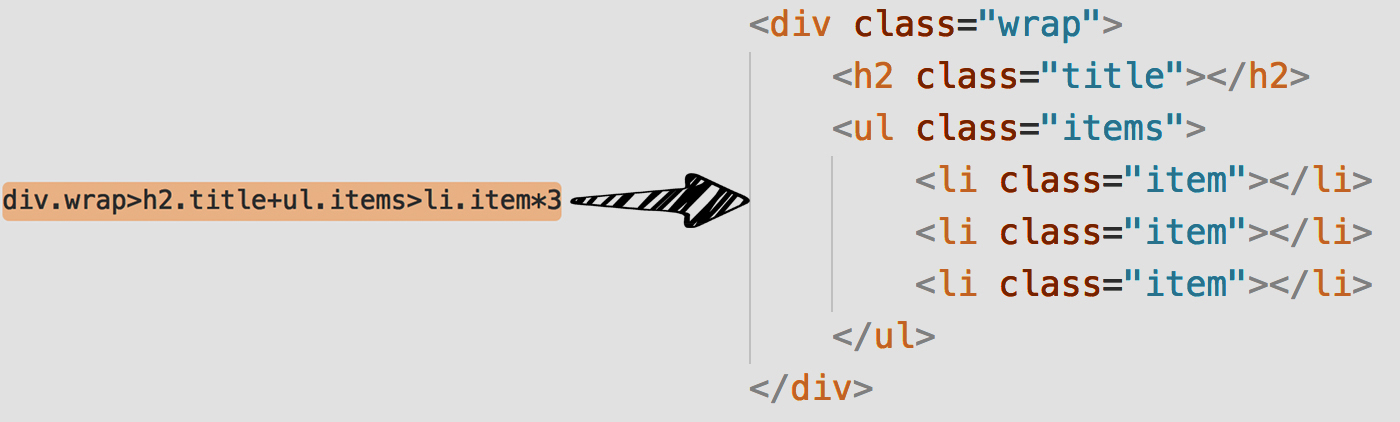 div.wrap>h2.title+ul.items>li.item*3
<div class="wrap">
<h2 class="title"></h2>
<ul class="items">
<li class="item"></li>
<li class="item"></li>
<li class="item"></li>
</ul>
</div>